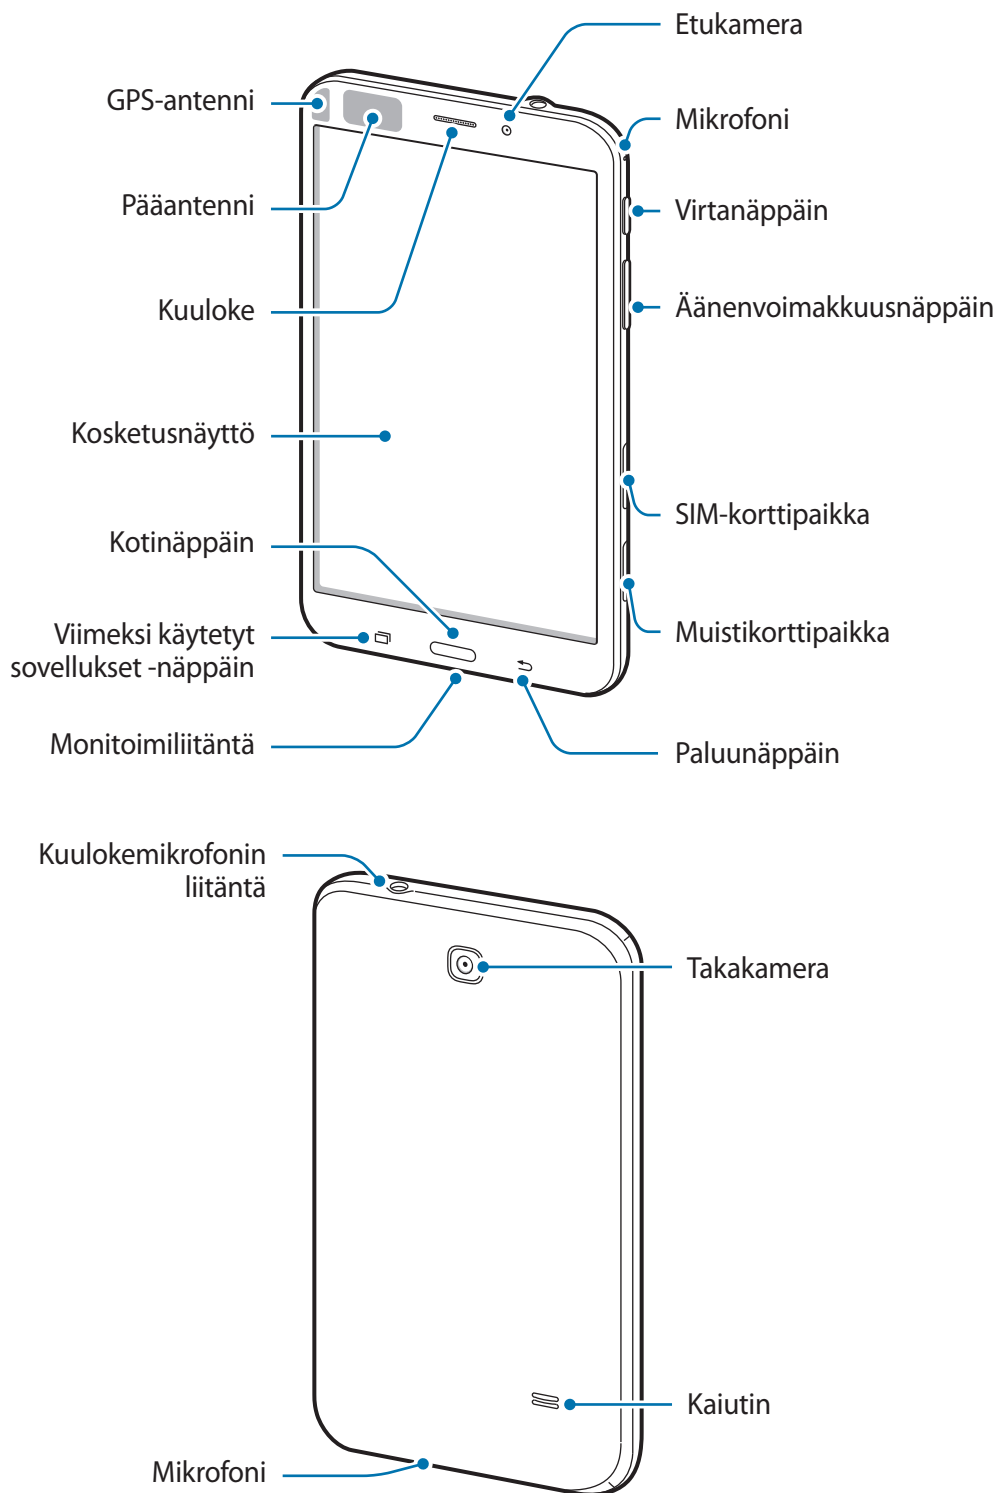 Etukamera
GPS-antenni
Mikrofoni
Pääantenni
Virtanäppäin
Kuuloke
Äänenvoimakkuusnäppäin
Kosketusnäyttö
SIM-korttipaikka
Kotinäppäin
Muistikorttipaikka
Viimeksi käytetyt
sovellukset -näppäin
Monitoimiliitäntä
Paluunäppäin
Kuulokemikrofonin
liitäntä
Takakamera
Kaiutin
Mikrofoni